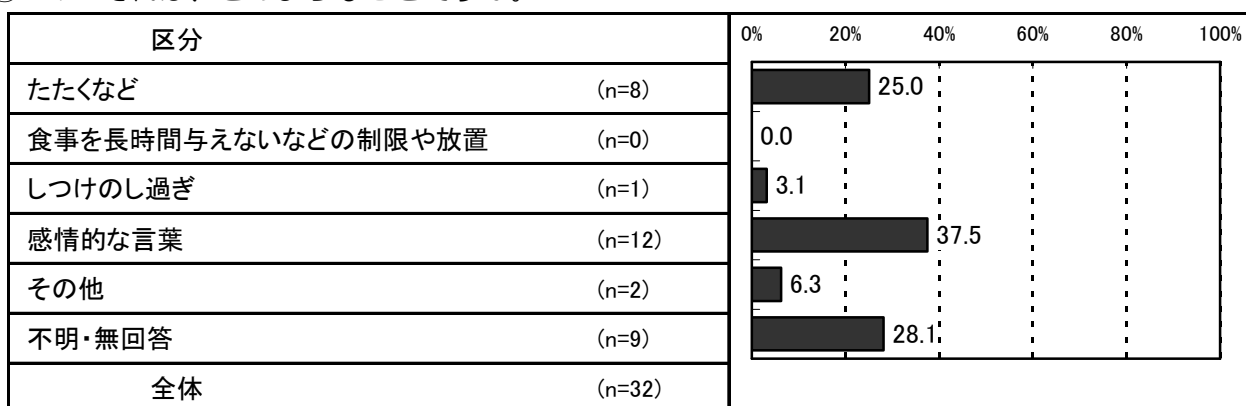 区分 0% 20% 40% 60% 80% 100%
たたくなど (n=8) 25.0
食事を長時間与えないなどの制限や放置 (n=0) 0.0
しつけのし過ぎ (n=1) 3.1
感情的な言葉 (n=12) 37.5
その他 (n=2) 6.3
不明・無回答 (n=9) 28.1
全体 (n=32)